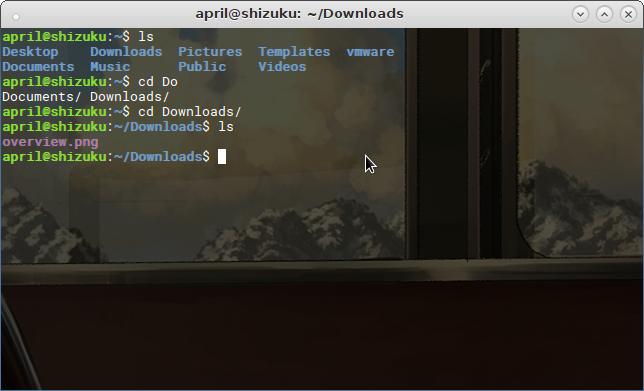 april@shizuku: ~/Downloads
april@shizuku:~$ ls
Desktop Downloads Pictures Templates vmware
Documents Music Public Videos
april@shizuku:~$ cd Do
Documents/ Downloads/
april@shizuku:~$ cd Downloads/
april@shizuku:~/Downloads$ ls
overview.png
april@shizuku:~/Downloads$